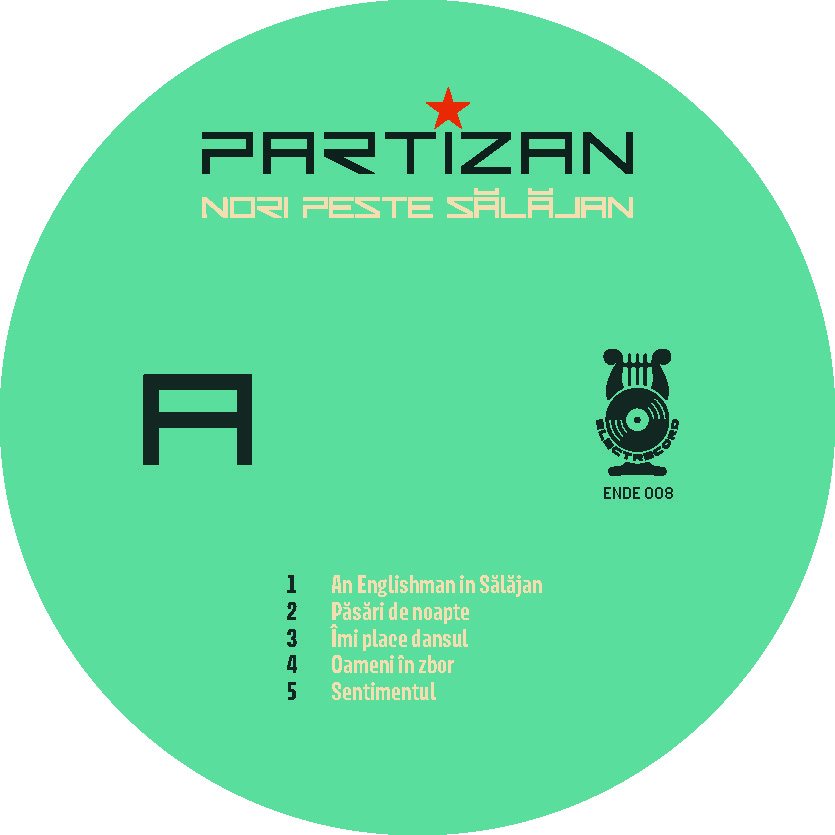 PARTIZAN
NORI PESTE SĂLĂJAN
A
ELECTRECORD
ENDE 008
1 An Englishman in Sălăjan
2 Păsări de noapte
3 Îmi place dansul
4 Oameni în zbor
5 Sentimentul